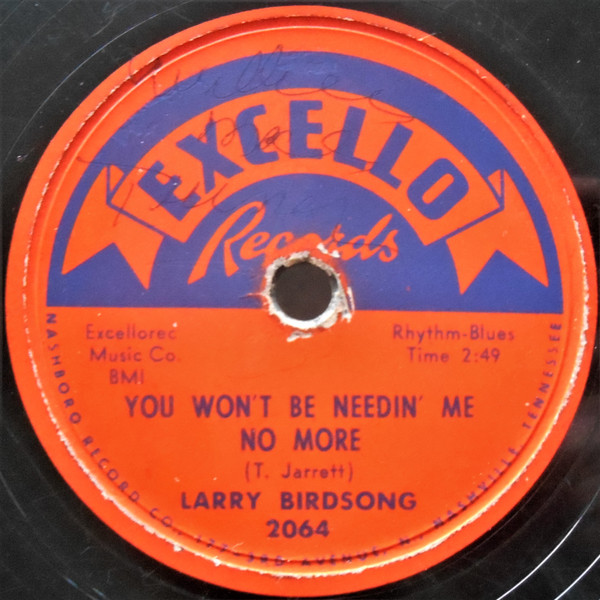 EXCELLO
Records
Excellorec
Music Co.
BMI
Rhythm-Blues
Time 2:49
YOU WON'T BE NEEDIN' ME
NO MORE
(T. Jarrett)
LARRY BIRDSONG
2064
NASHBORO RECORD CO. AVENUE, N. NASHVILLE, TENNESSEE